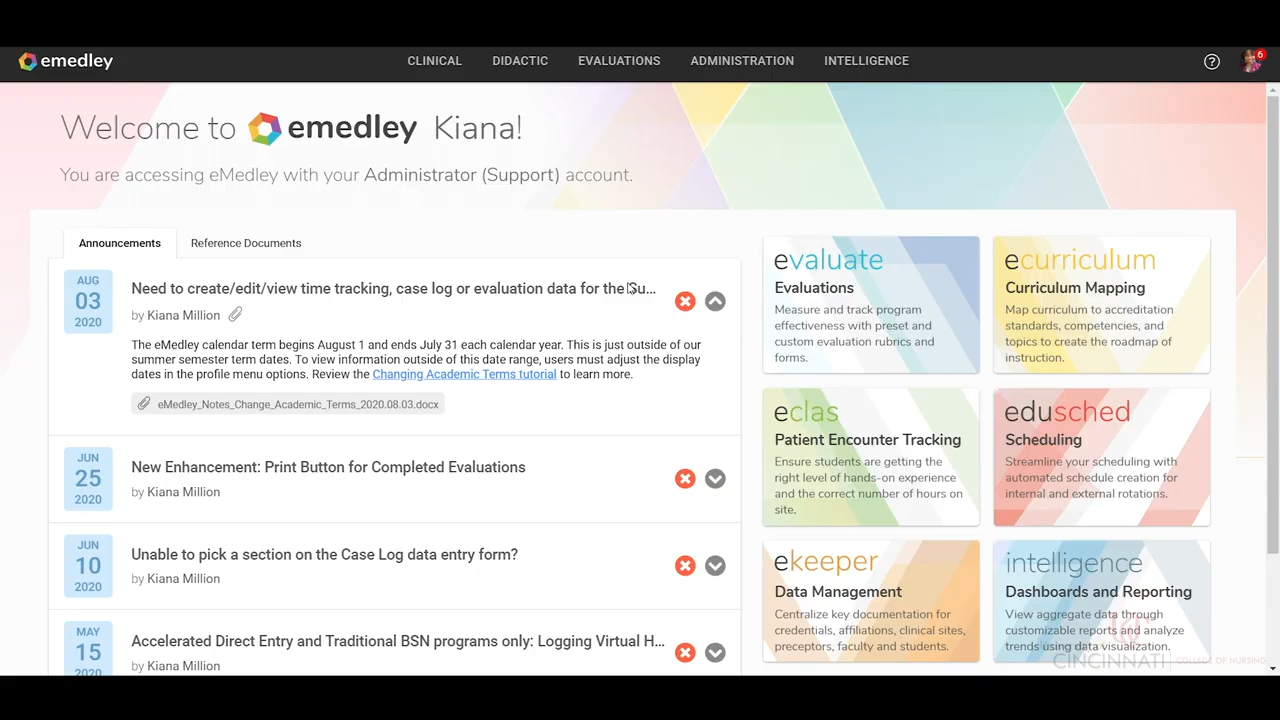 emedley
CLINICAL
DIDACTIC
EVALUATIONS
ADMINISTRATION
INTELLIGENCE
?
6
Welcome to emedley Kiana!
You are accessing eMedley with your Administrator (Support) account.
Announcements
Reference Documents
AUG
03
2020
Need to create/edit/view time tracking, case log or evaluation data for the Su...
by Kiana Million
The eMedley calendar term begins August 1 and ends July 31 each calendar year. This is just outside of our
summer semester term dates. To view information outside of this date range, users must adjust the display
dates in the profile menu options. Review the Changing Academic Terms tutorial to learn more.
eMedley_Notes_Change_Academic_Terms_2020.08.03.docx
JUN
25
2020
New Enhancement: Print Button for Completed Evaluations
by Kiana Million
JUN
10
2020
Unable to pick a section on the Case Log data entry form?
by Kiana Million
MAY
15
2020
Accelerated Direct Entry and Traditional BSN programs only: Logging Virtual H...
by Kiana Million
evaluate
Evaluations
Measure and track program
effectiveness with preset and
custom evaluation rubrics and
forms.
ecurriculum
Curriculum Mapping
Map curriculum to accreditation
standards, competencies, and
topics to create the roadmap of
instruction.
eclas
Patient Encounter Tracking
Ensure students are getting the
right level of hands-on experience
and the correct number of hours on
site.
edusched
Scheduling
Streamline your scheduling with
automated schedule creation for
internal and external rotations.
ekeeper
Data Management
Centralize key documentation for
credentials, affiliations, clinical sites,
preceptors, faculty and students.
intelligence
Dashboards and Reporting
View aggregate data through
customizable reports and analyze
trends using data visualization.
CINCINNATI
COLLEGE OF NURSING